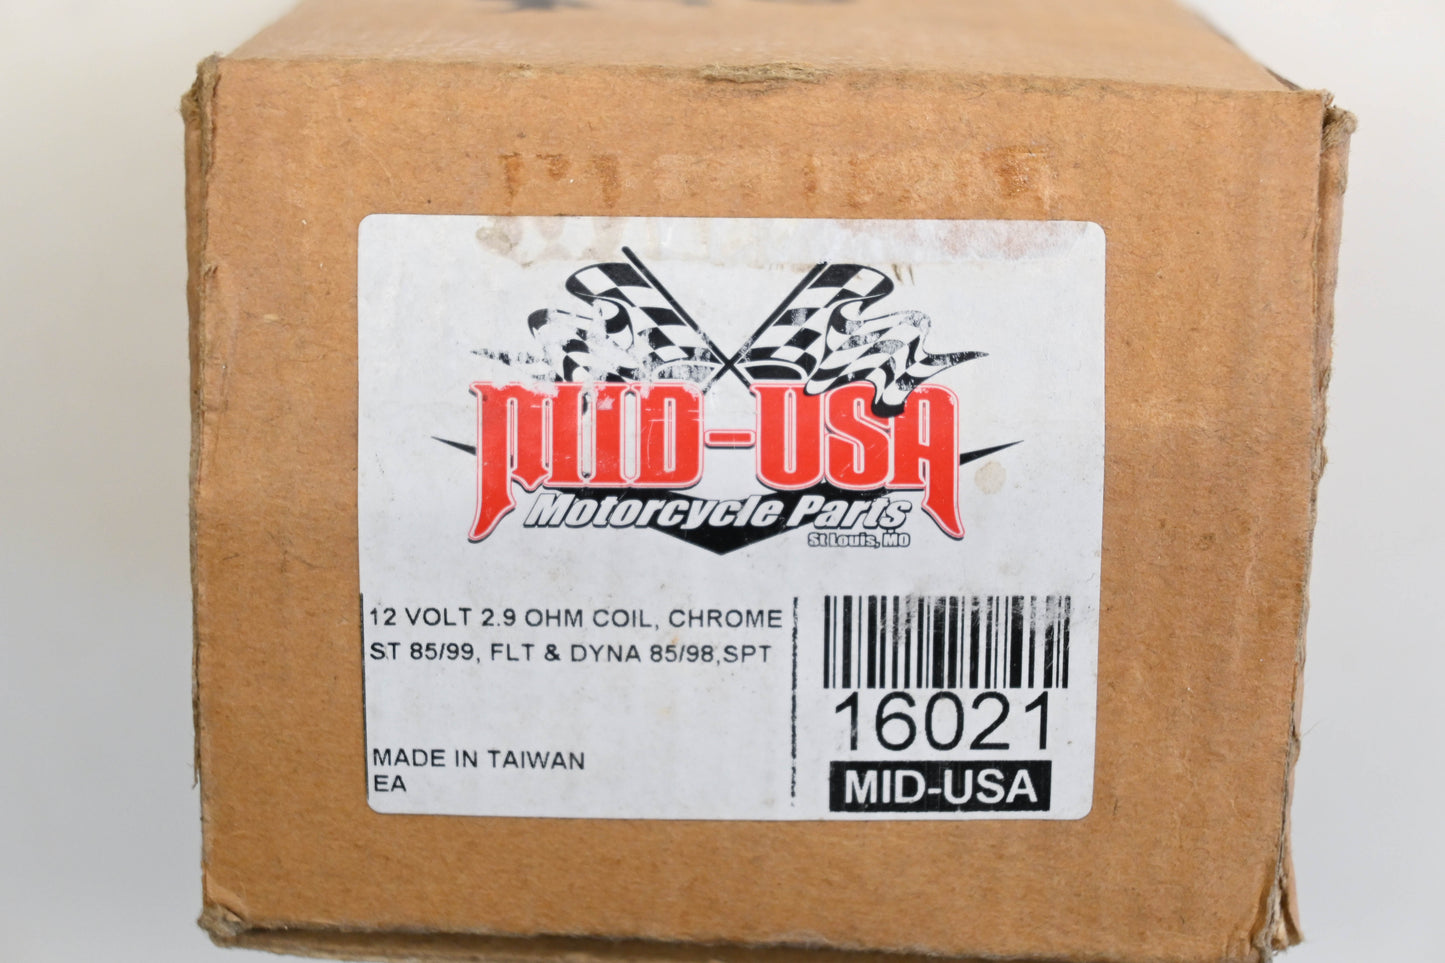 MID-USA
Motorcycle Parts
St Louis, MO
12 VOLT 2.9 OHM COIL, CHROME
ST 85/99, FLT & DYNA 85/98,SPT
MADE IN TAIWAN
EA
16021
MID-USA